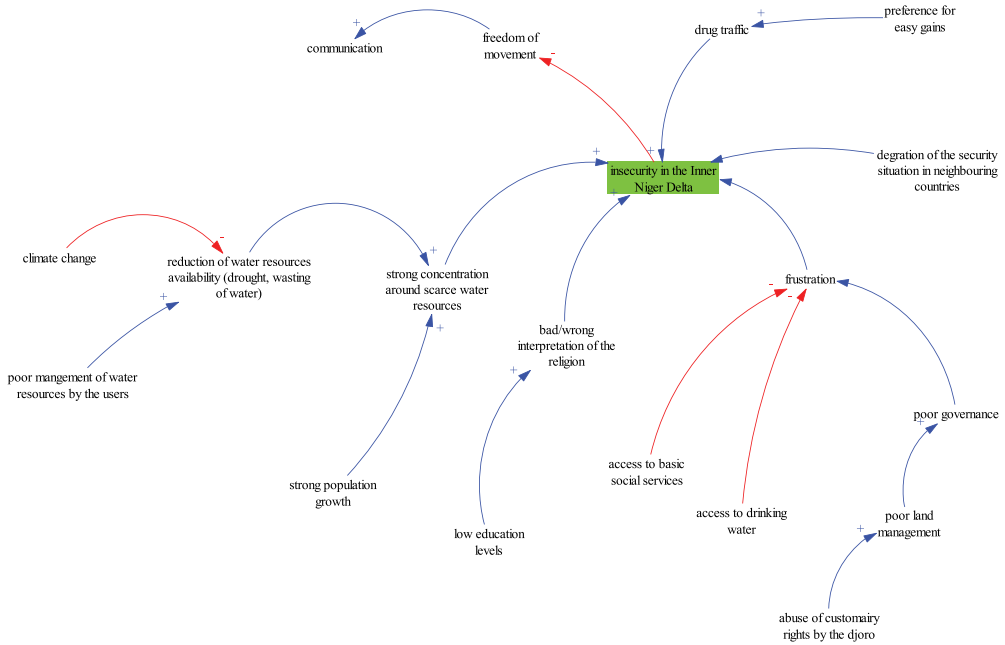 preference for
easy gains
+
drug traffic
+
communication
freedom of
movement
-
+
+
insecurity in the Inner
Niger Delta
+
degration of the security
situation in neighbouring
countries
climate change
-
reduction of water resources
availability (drought, wasting
of water)
+
+
strong concentration
around scarce water
resources
+
frustration
-
-
poor mangement of water
resources by the users
bad/wrong
interpretation of the
religion
+
poor governance
+
access to basic
social services
strong population
growth
access to drinking
water
poor land
management
+
low education
levels
abuse of customairy
rights by the djoro